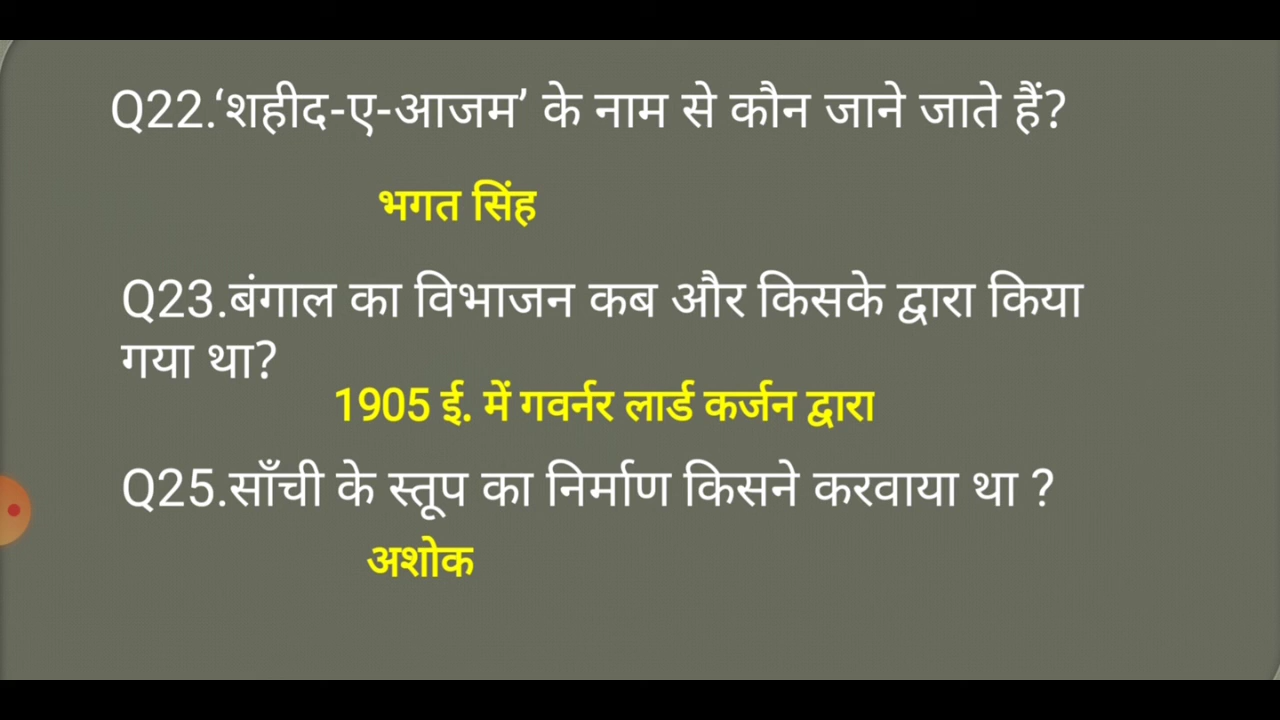 Q22.‘शहीद-ए-आजम’ के नाम से कौन जाने जाते हैं?
भगत सिंह
Q23.बंगाल का विभाजन कब और किसके द्वारा किया
गया था?
1905 ई. में गवर्नर लार्ड कर्जन द्वारा
Q25.साँची के स्तूप का निर्माण किसने करवाया था ?
अशोक